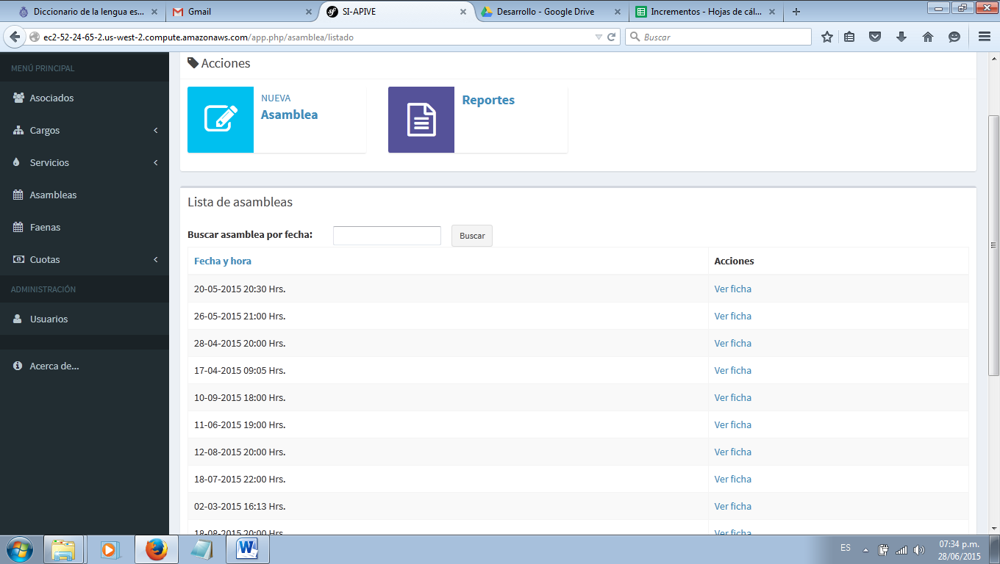 Diccionario de la lengua es...
Gmail
SI-APIVE
Desarrollo - Google Drive
Incrementos - Hojas de cál...
ec2-52-24-65-2.us-west-2.compute.amazonaws.com/app.php/asamblea/listado
Buscar
MENÚ PRINCIPAL
Asociados
Cargos
Servicios
Asambleas
Faenas
Cuotas
ADMINISTRACIÓN
Usuarios
Acerca de...
Acciones
NUEVA
Asamblea
Reportes
Lista de asambleas
Buscar asamblea por fecha:
Buscar
Fecha y hora Acciones
20-05-2015 20:30 Hrs. Ver ficha
26-05-2015 21:00 Hrs. Ver ficha
28-04-2015 20:00 Hrs. Ver ficha
17-04-2015 09:05 Hrs. Ver ficha
10-09-2015 18:00 Hrs. Ver ficha
11-06-2015 19:00 Hrs. Ver ficha
12-08-2015 20:00 Hrs. Ver ficha
18-07-2015 22:00 Hrs. Ver ficha
02-03-2015 16:13 Hrs. Ver ficha
18-08-2015 20:00 Hrs. Ver ficha
ES
07:34 p.m.
28/06/2015